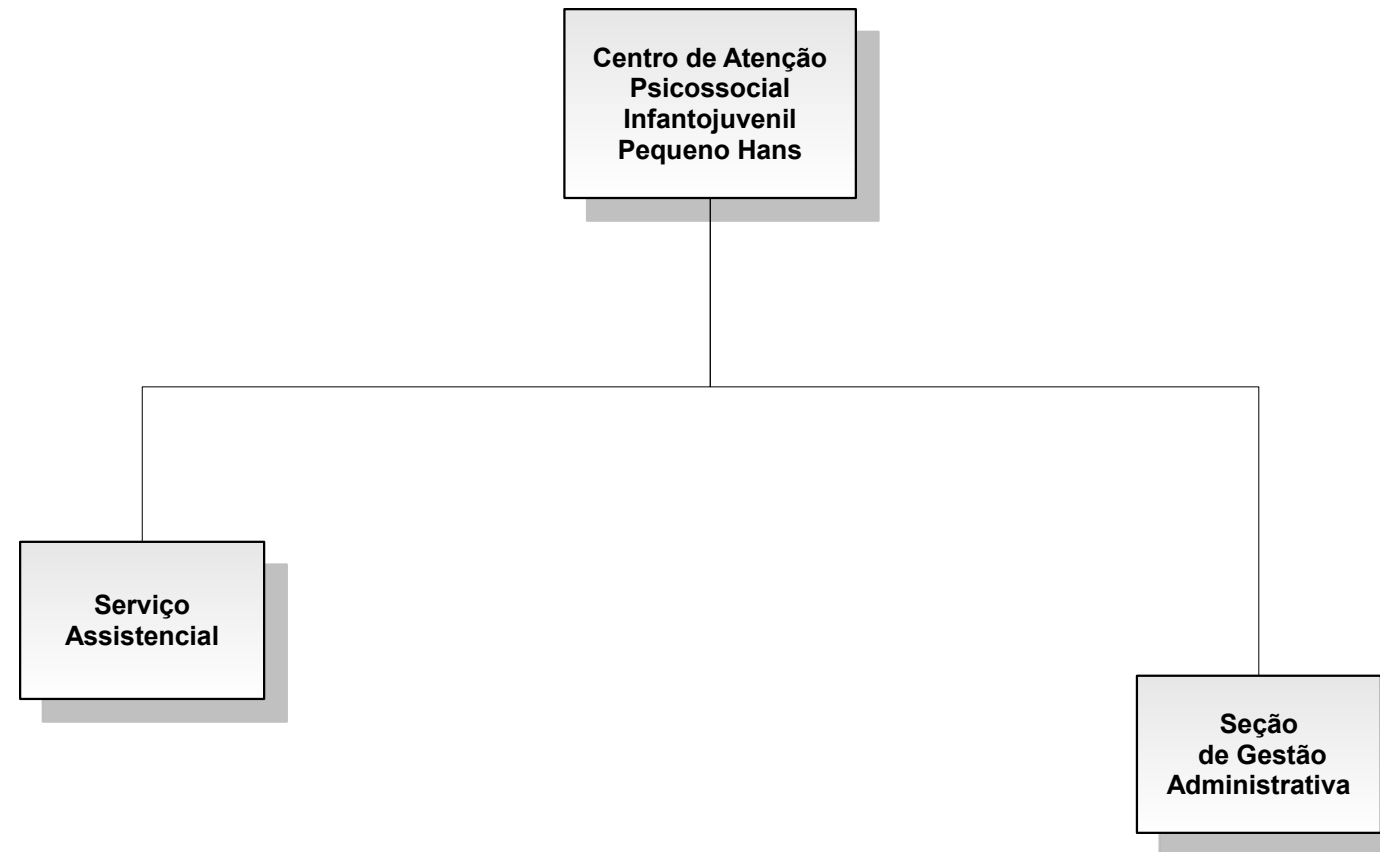 Centro de Atenção
Psicossocial
Infantojuvenil
Pequeno Hans
Serviço
Assistencial
Seção
de Gestão
Administrativa